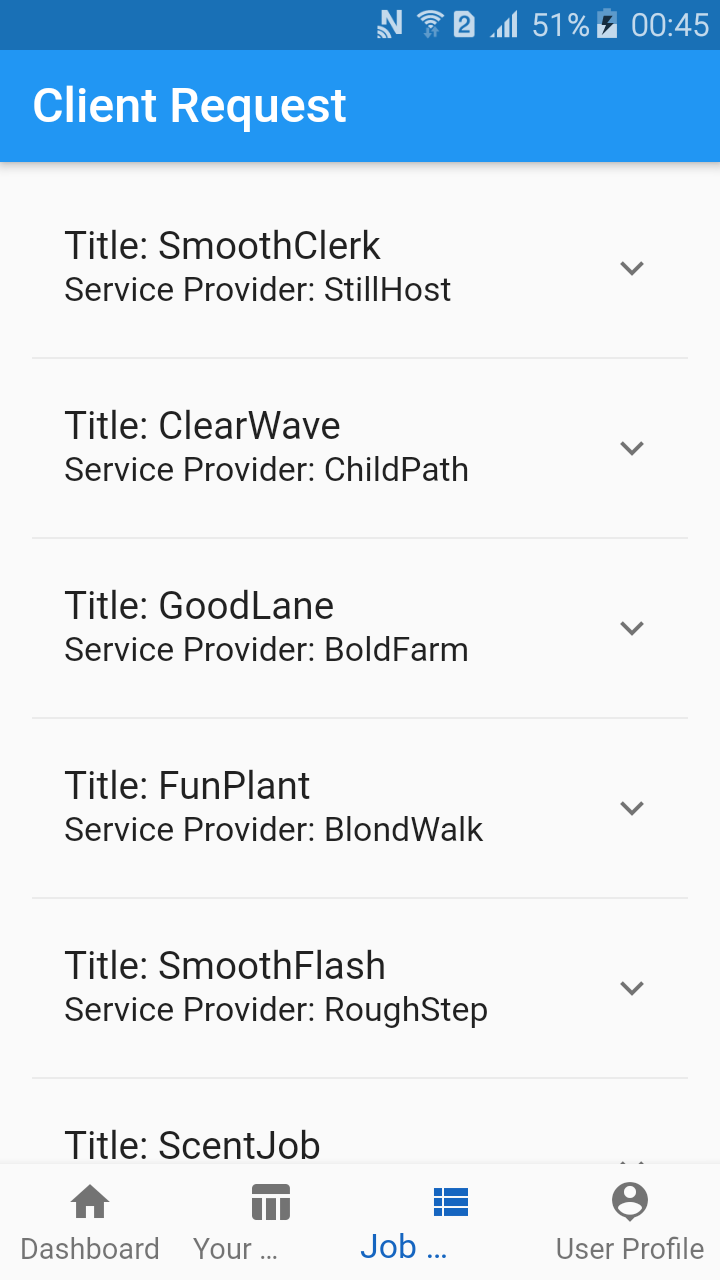 51% 00:45
Client Request
Title: SmoothClerk
Service Provider: StillHost
Title: ClearWave
Service Provider: ChildPath
Title: GoodLane
Service Provider: BoldFarm
Title: FunPlant
Service Provider: BlondWalk
Title: SmoothFlash
Service Provider: RoughStep
Title: ScentJob
Dashboard Your ... Job ... User Profile